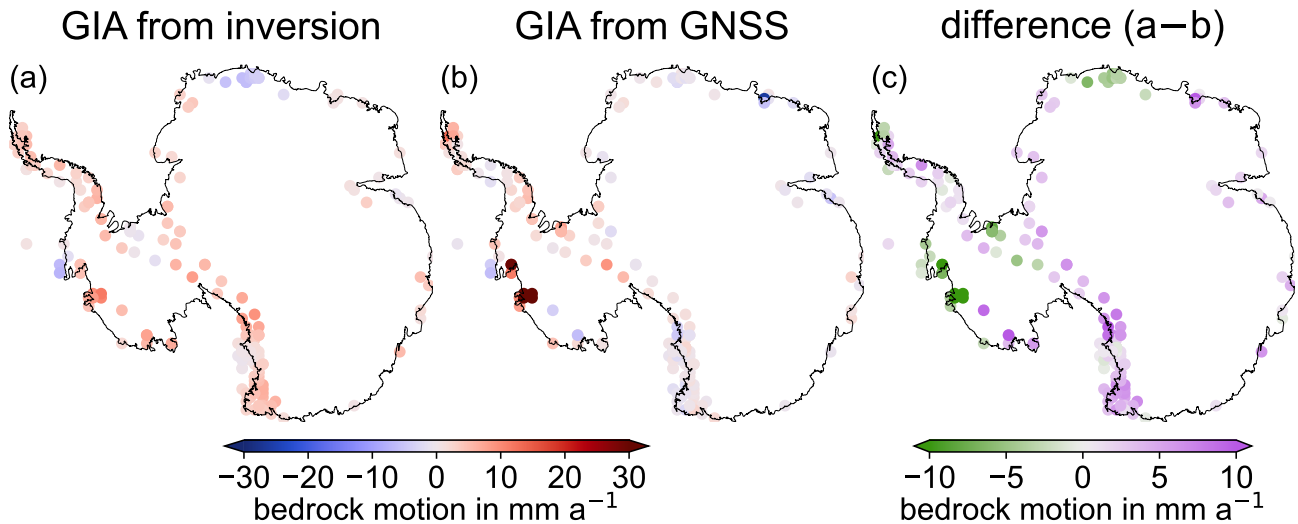 GIA from inversion GIA from GNSS difference (a−b)
(a) (b) (c)
−30 −20 −10 0 10 20 30 −10 −5 0 5 10
bedrock motion in mm a⁻¹ bedrock motion in mm a⁻¹